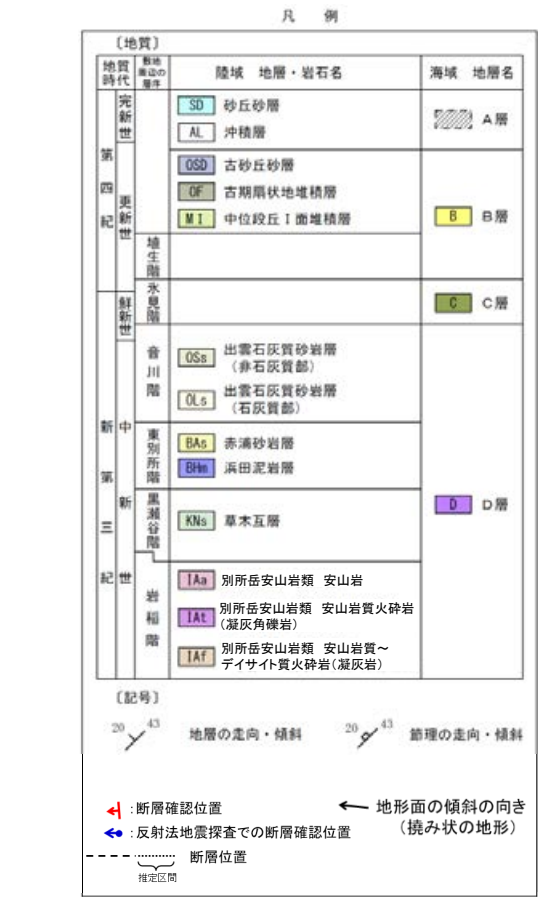 凡 例
〔地質〕
地質時代
敷地周辺の層序
陸域 地層・岩石名
海域 地層名
第四紀
完新世
更新世
埴生階
SD 砂丘砂層
AL 沖積層
OSD 古砂丘砂層
OF 古期扇状地堆積層
MI 中位段丘Ⅰ面堆積層
A層
B B層
新第三紀
鮮新世
中新世
氷見階
C C層
音川階
OSs 出雲石灰質砂岩層
(非石灰質部)
OLs 出雲石灰質砂岩層
(石灰質部)
東別所階
BAs 赤浦砂岩層
BHm 浜田泥岩層
黒瀬谷階
KNs 草木互層
D D層
岩稲階
IAa 別所岳安山岩類 安山岩
IAt 別所岳安山岩類 安山岩質火砕岩
(凝灰角礫岩)
IAf 別所岳安山岩類 安山岩質~
デイサイト質火砕岩(凝灰岩)
〔記号〕
20 43 地層の走向・傾斜
20 43 節理の走向・傾斜
:断層確認位置
地形面の傾斜の向き
(撓み状の地形)
:反射法地震探査での断層確認位置
断層位置
推定区間